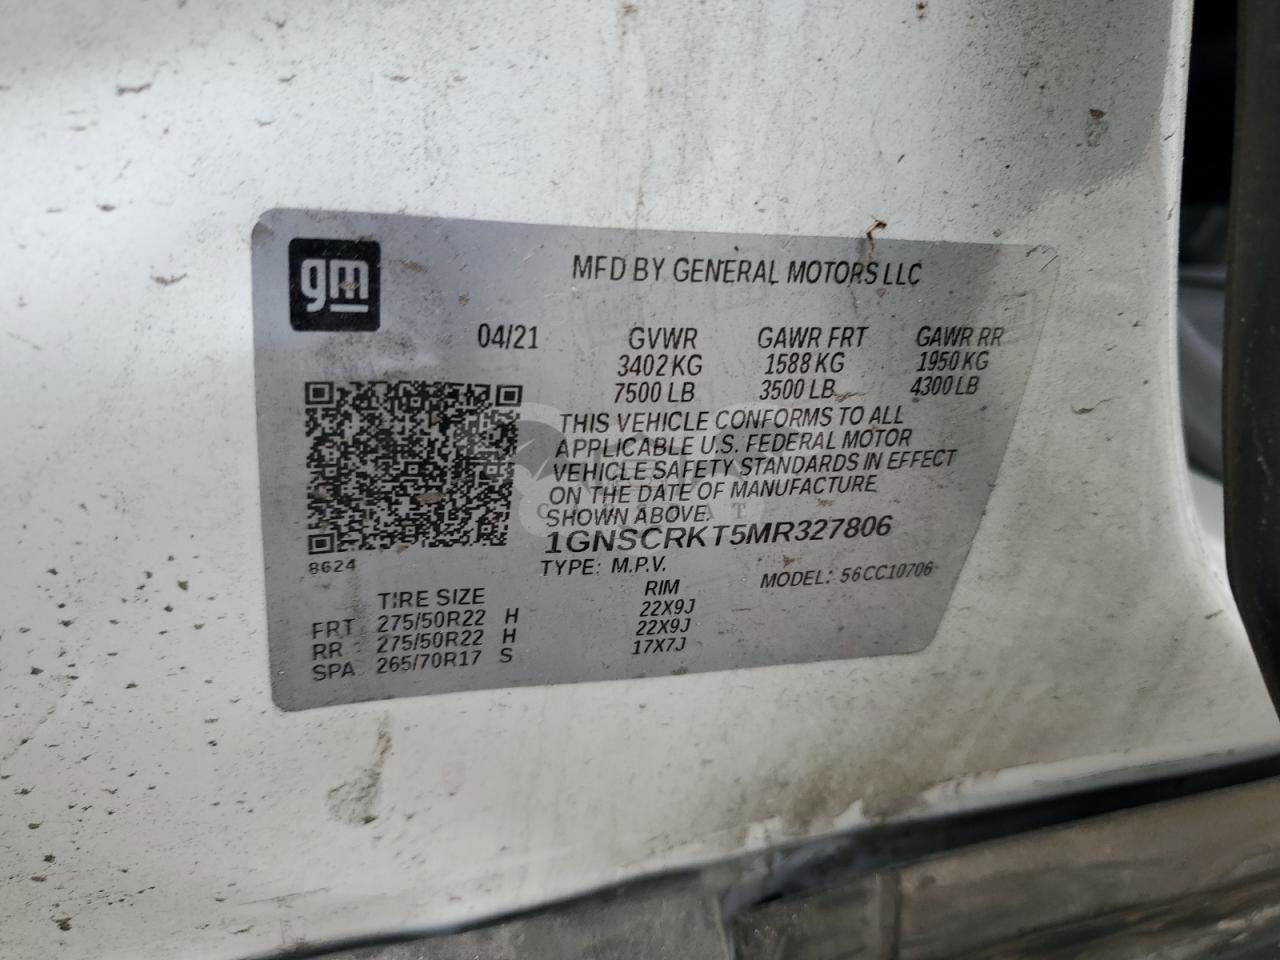 gm
MFD BY GENERAL MOTORS LLC
04/21 GVWR GAWR FRT GAWR RR
3402 KG 1588 KG 1950 KG
7500 LB 3500 LB 4300 LB
THIS VEHICLE CONFORMS TO ALL
APPLICABLE U.S. FEDERAL MOTOR
VEHICLE SAFETY STANDARDS IN EFFECT
ON THE DATE OF MANUFACTURE
SHOWN ABOVE.
1GNSCRKT5MR327806
8624
TYPE: M.P.V. MODEL: 56CC10706
TIRE SIZE RIM
FRT 275/50R22 H 22X9J
RR 275/50R22 H 22X9J
SPA 265/70R17 S 17X7J